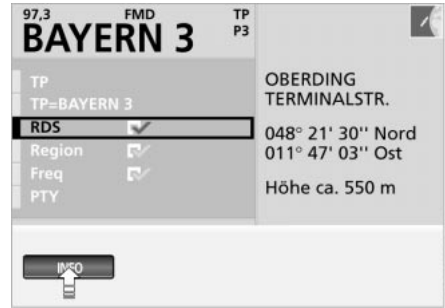 97,3 FMD TP
BAYERN 3 P3
TP
TP=BAYERN 3
RDS
Region
Freq
PTY
OBERDING
TERMINALSTR.
048° 21' 30'' Nord
011° 47' 03'' Ost
Höhe ca. 550 m
INFO